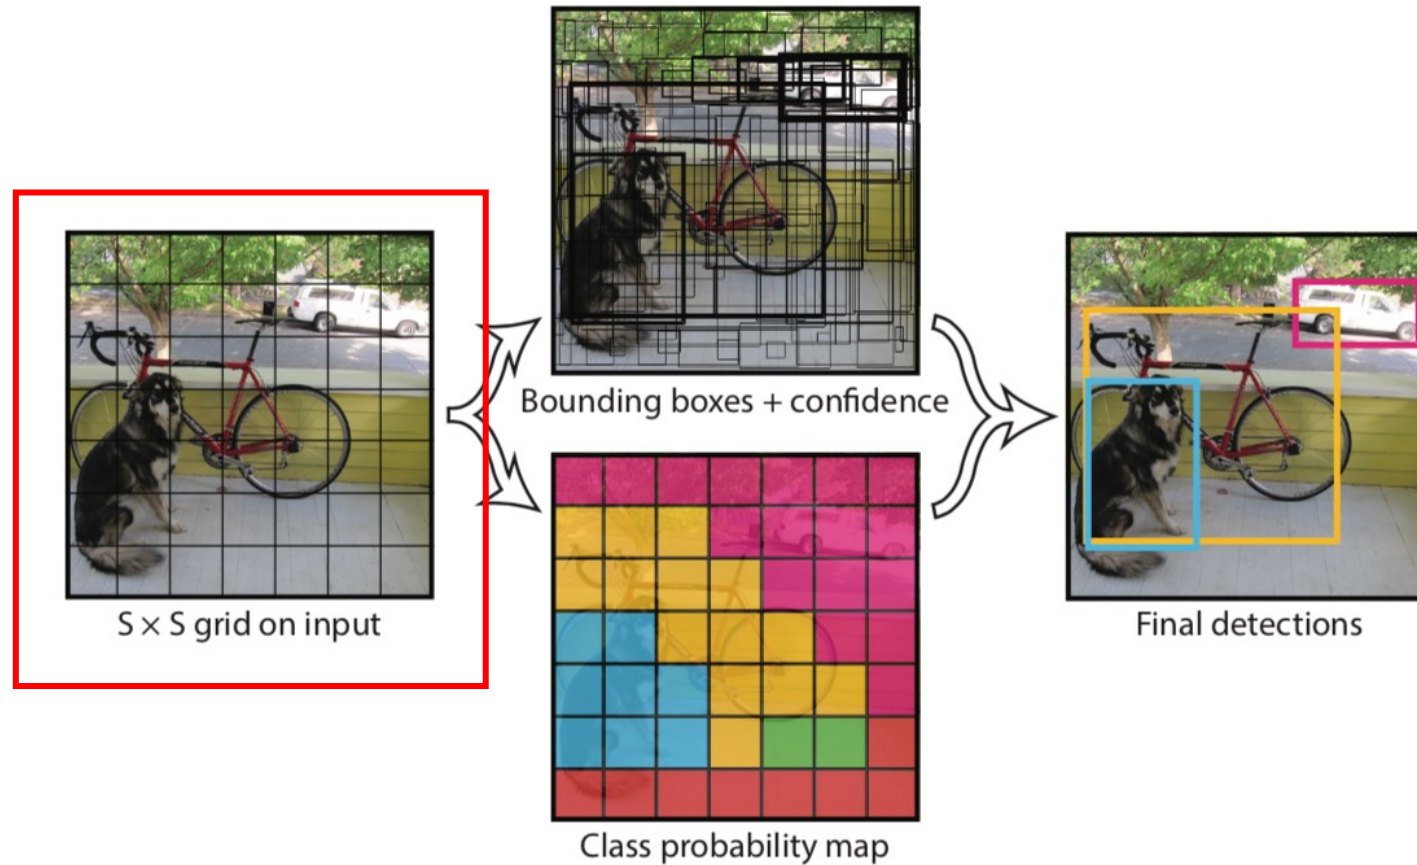 S × S grid on input
Bounding boxes + confidence
Class probability map
Final detections